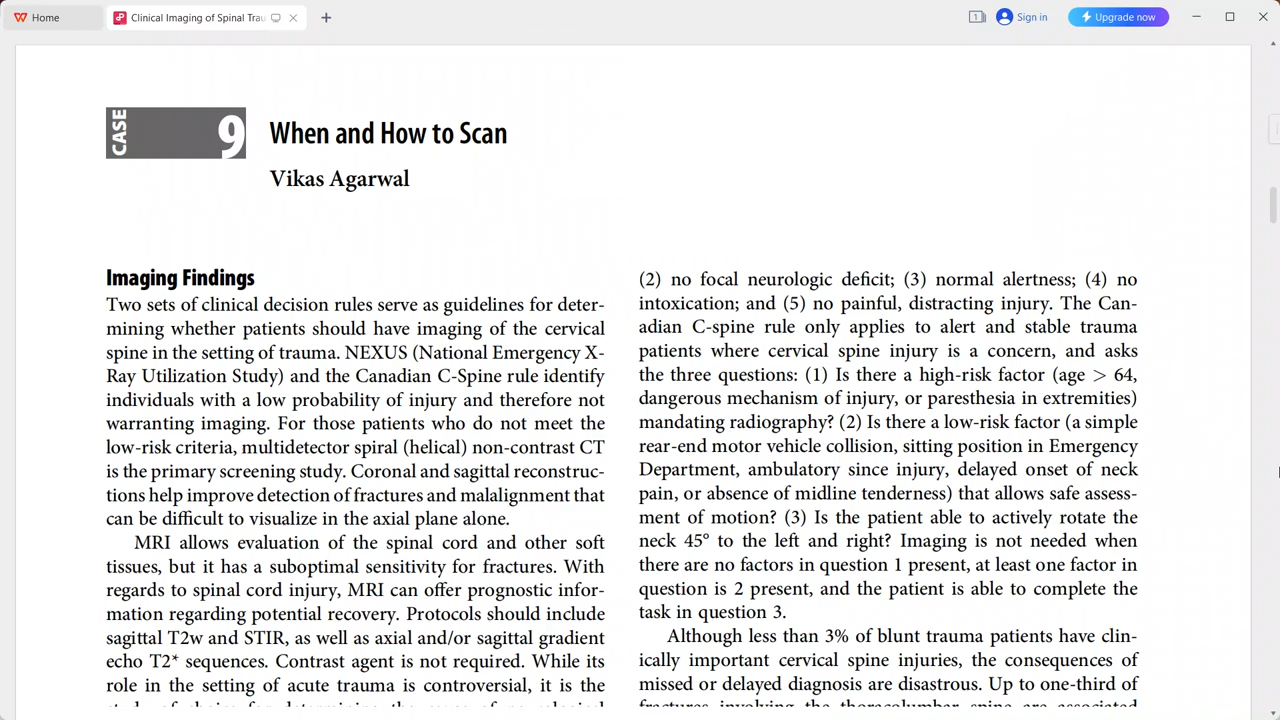 Home
Clinical Imaging of Spinal Trau
1
Sign in
Upgrade now
CASE 9
When and How to Scan
Vikas Agarwal
Imaging Findings
Two sets of clinical decision rules serve as guidelines for deter-
mining whether patients should have imaging of the cervical
spine in the setting of trauma. NEXUS (National Emergency X-
Ray Utilization Study) and the Canadian C-Spine rule identify
individuals with a low probability of injury and therefore not
warranting imaging. For those patients who do not meet the
low-risk criteria, multidetector spiral (helical) non-contrast CT
is the primary screening study. Coronal and sagittal reconstruc-
tions help improve detection of fractures and malalignment that
can be difficult to visualize in the axial plane alone.
MRI allows evaluation of the spinal cord and other soft
tissues, but it has a suboptimal sensitivity for fractures. With
regards to spinal cord injury, MRI can offer prognostic infor-
mation regarding potential recovery. Protocols should include
sagittal T2w and STIR, as well as axial and/or sagittal gradient
echo T2* sequences. Contrast agent is not required. While its
role in the setting of acute trauma is controversial, it is the
(2) no focal neurologic deficit; (3) normal alertness; (4) no
intoxication; and (5) no painful, distracting injury. The Can-
adian C-spine rule only applies to alert and stable trauma
patients where cervical spine injury is a concern, and asks
the three questions: (1) Is there a high-risk factor (age > 64,
dangerous mechanism of injury, or paresthesia in extremities)
mandating radiography? (2) Is there a low-risk factor (a simple
rear-end motor vehicle collision, sitting position in Emergency
Department, ambulatory since injury, delayed onset of neck
pain, or absence of midline tenderness) that allows safe assess-
ment of motion? (3) Is the patient able to actively rotate the
neck 45° to the left and right? Imaging is not needed when
there are no factors in question 1 present, at least one factor in
question is 2 present, and the patient is able to complete the
task in question 3.
Although less than 3% of blunt trauma patients have clin-
ically important cervical spine injuries, the consequences of
missed or delayed diagnosis are disastrous. Up to one-third of
fractures involving the thoracolumbar spine are associated